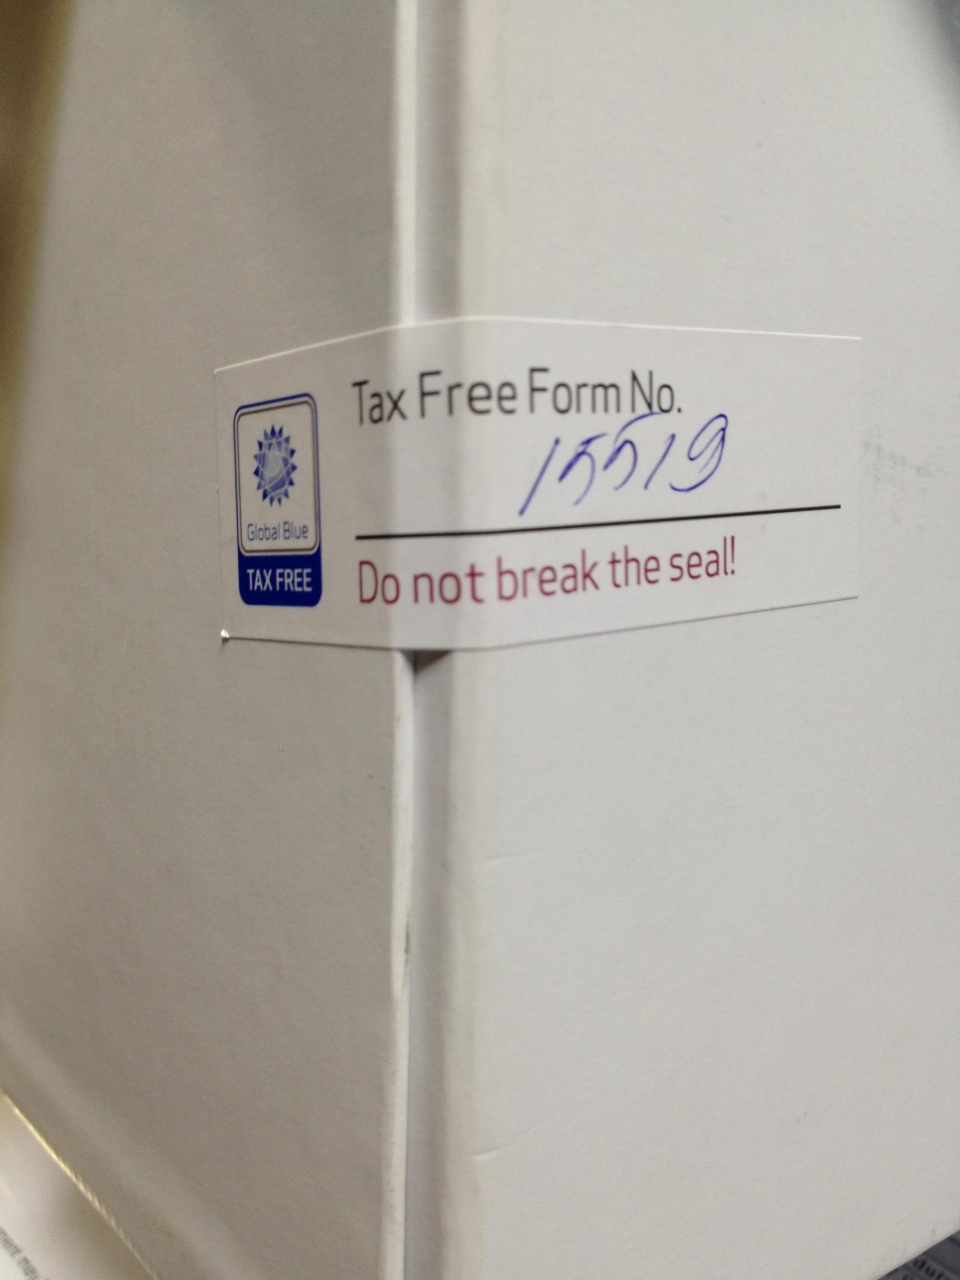 Tax Free Form No.
15519
Global Blue
TAX FREE
Do not break the seal!